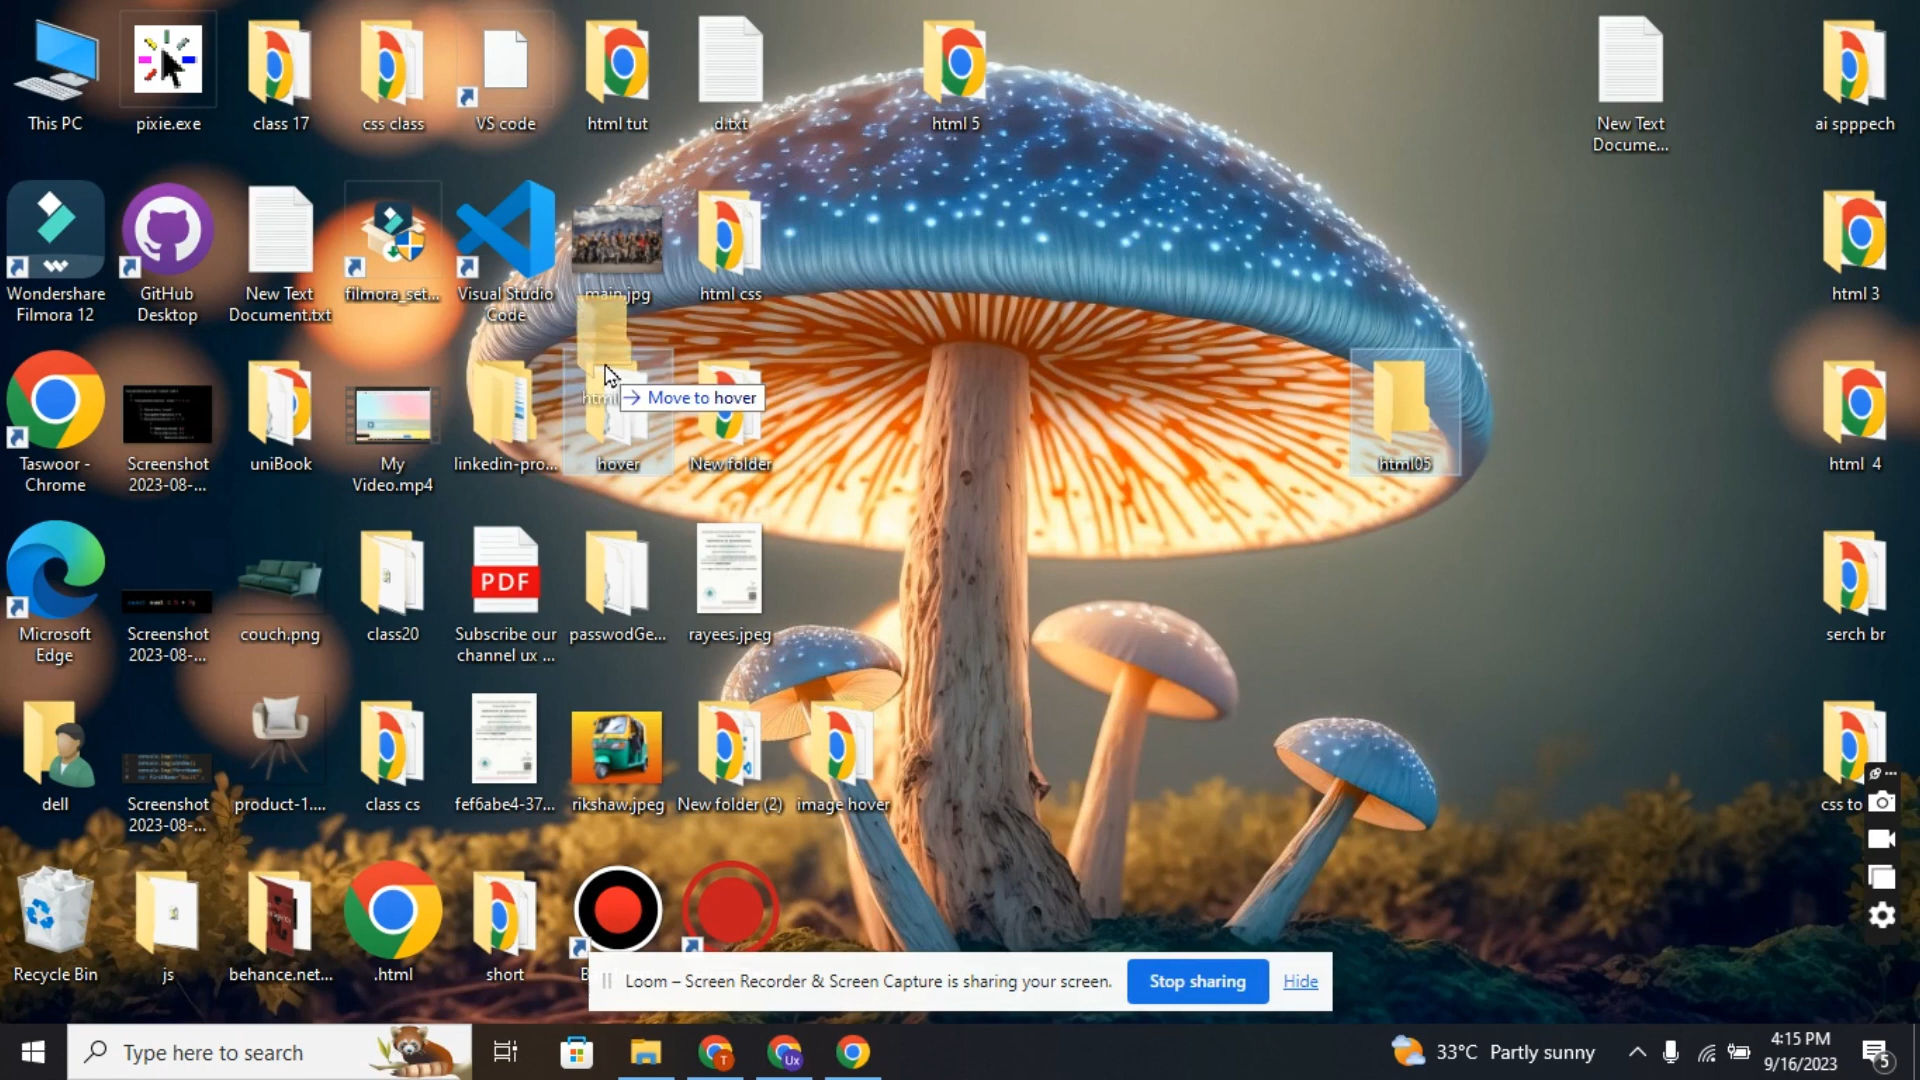 This PC
pixie.exe
class 17
css class
VS code
html tut
d.txt
html 5
New Text
Docume...
ai spppech
Wondershare
Filmora 12
GitHub
Desktop
New Text
Document.txt
filmora_set...
Visual Studio
Code
main.jpg
html css
html 3
Move to hover
Taswoor -
Chrome
Screenshot
2023-08-...
uniBook
My
Video.mp4
linkedin-pro...
hover
New folder
html05
html 4
PDF
Microsoft
Edge
Screenshot
2023-08-...
couch.png
class20
Subscribe our
channel ux ...
passwodGe...
rayees.jpeg
serch br
dell
Screenshot
2023-08-...
product-1....
class cs
fef6abe4-37...
rikshaw.jpeg
New folder (2)
image hover
css to
Recycle Bin
js
behance.net...
.html
short
Loom – Screen Recorder & Screen Capture is sharing your screen.
Stop sharing
Hide
Type here to search
T
Ux
33°C Partly sunny
4:15 PM
9/16/2023
5